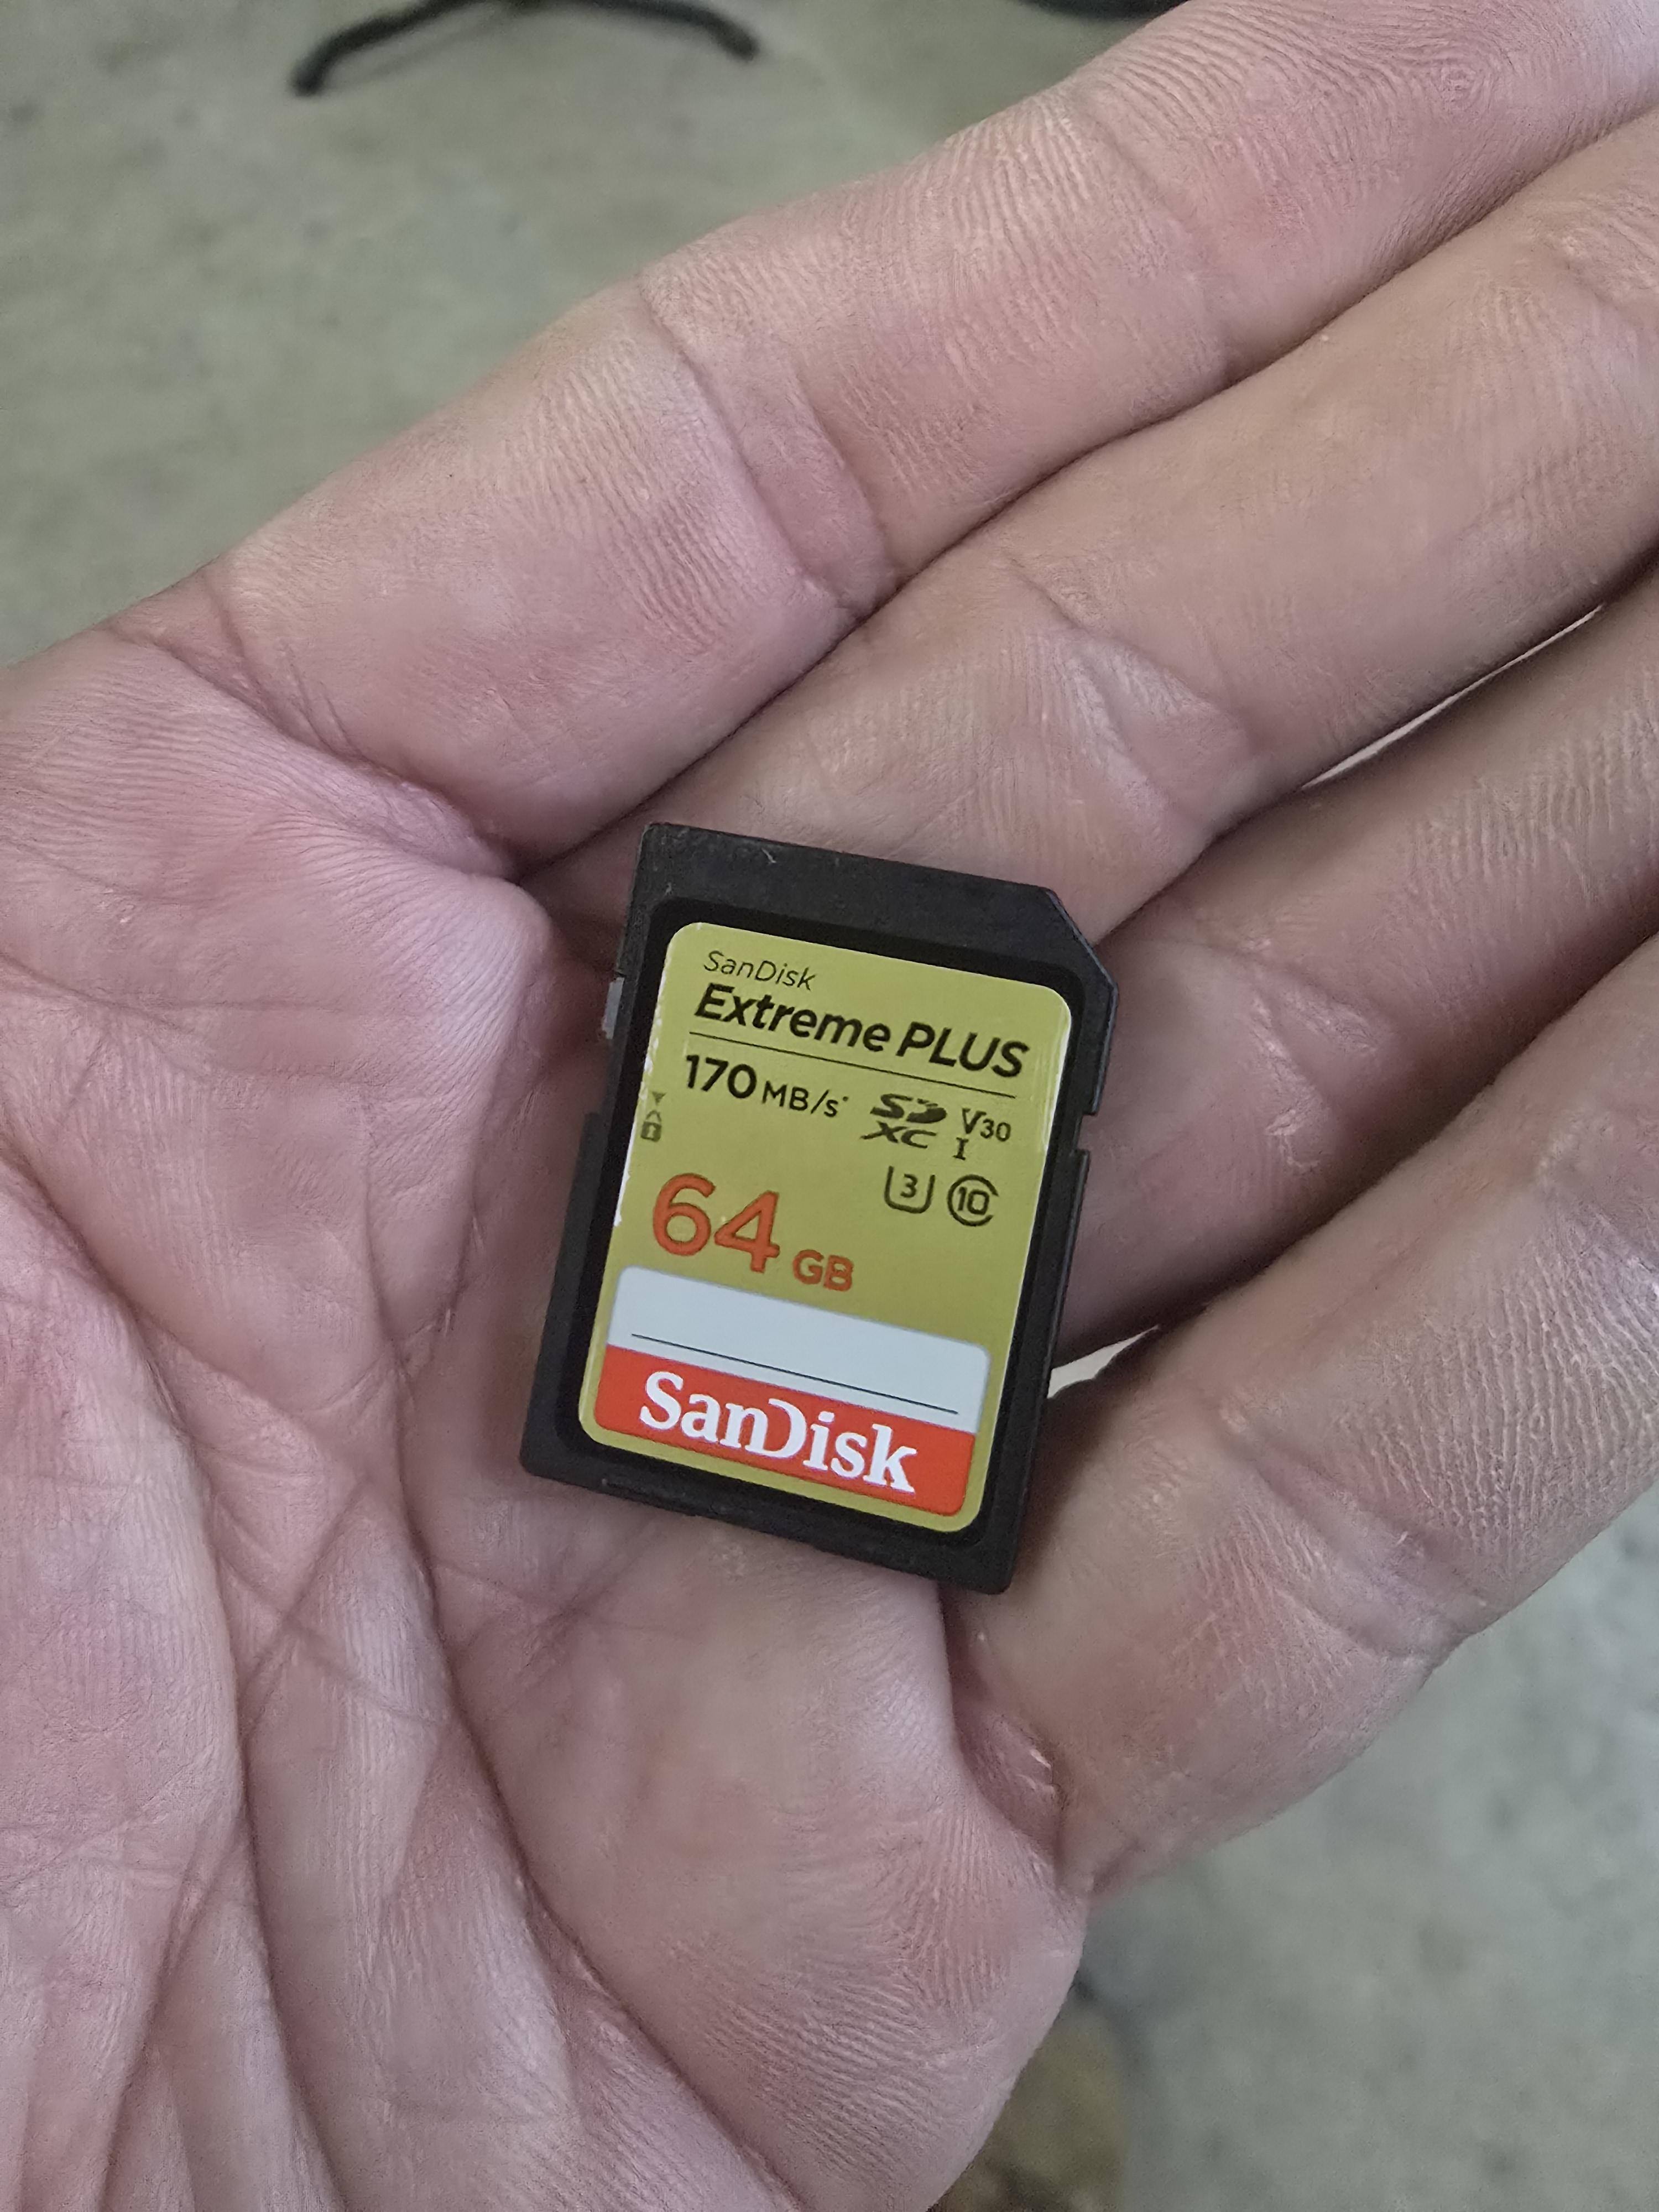 SanDisk
Extreme PLUS
170 MB/s* SD XC V30 I
3 10
64 GB
SanDisk